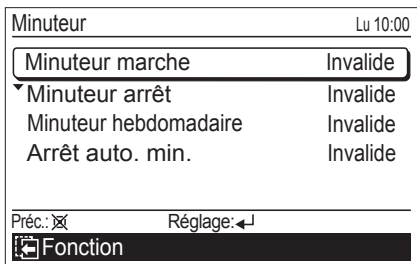 Minuteur Lu 10:00
Minuteur marche Invalide
Minuteur arrêt Invalide
Minuteur hebdomadaire Invalide
Arrêt auto. min. Invalide
Préc.: Réglage:
Fonction